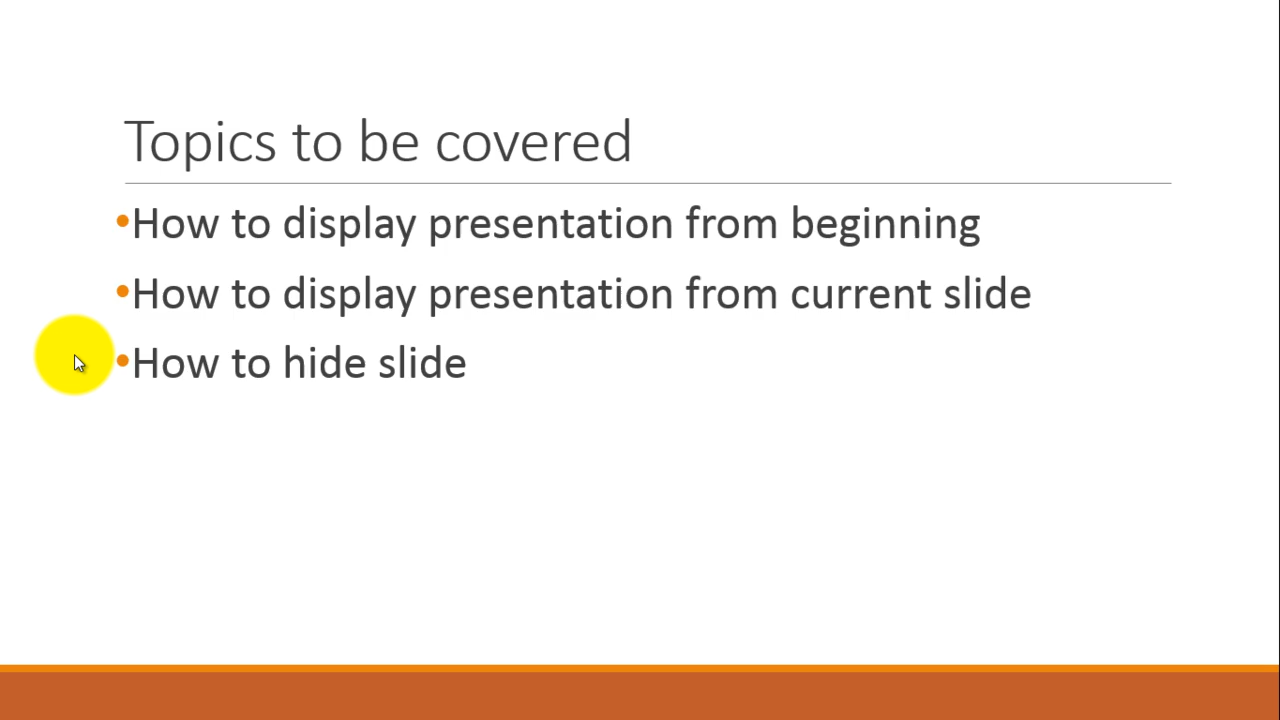 Topics to be covered
•How to display presentation from beginning
•How to display presentation from current slide
•How to hide slide